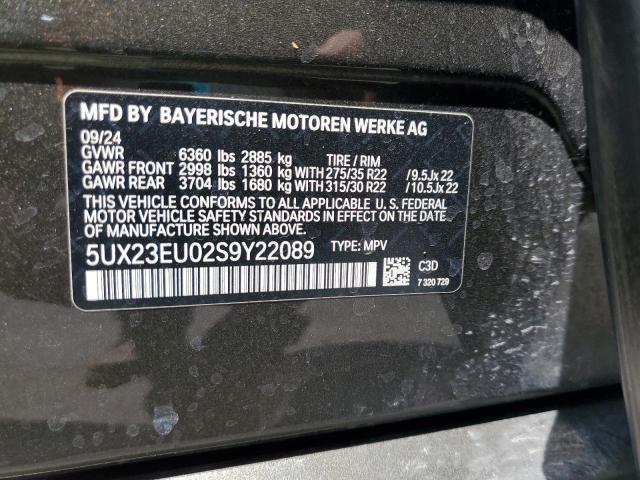 MFD BY BAYERISCHE MOTOREN WERKE AG
09/24
GVWR 6360 lbs 2885 kg TIRE / RIM
GAWR FRONT 2998 lbs 1360 kg WITH 275/35 R22 /9.5Jx22
GAWR REAR 3704 lbs 1680 kg WITH 315/30 R22 /10.5Jx22
THIS VEHICLE CONFORMS TO ALL APPLICABLE U. S. FEDERAL
MOTOR VEHICLE SAFETY STANDARDS IN EFFECT ON THE DATE
OF MANUFACTURE SHOWN ABOVE.
5UX23EU02S9Y22089 TYPE: MPV
C3D
7 320 729